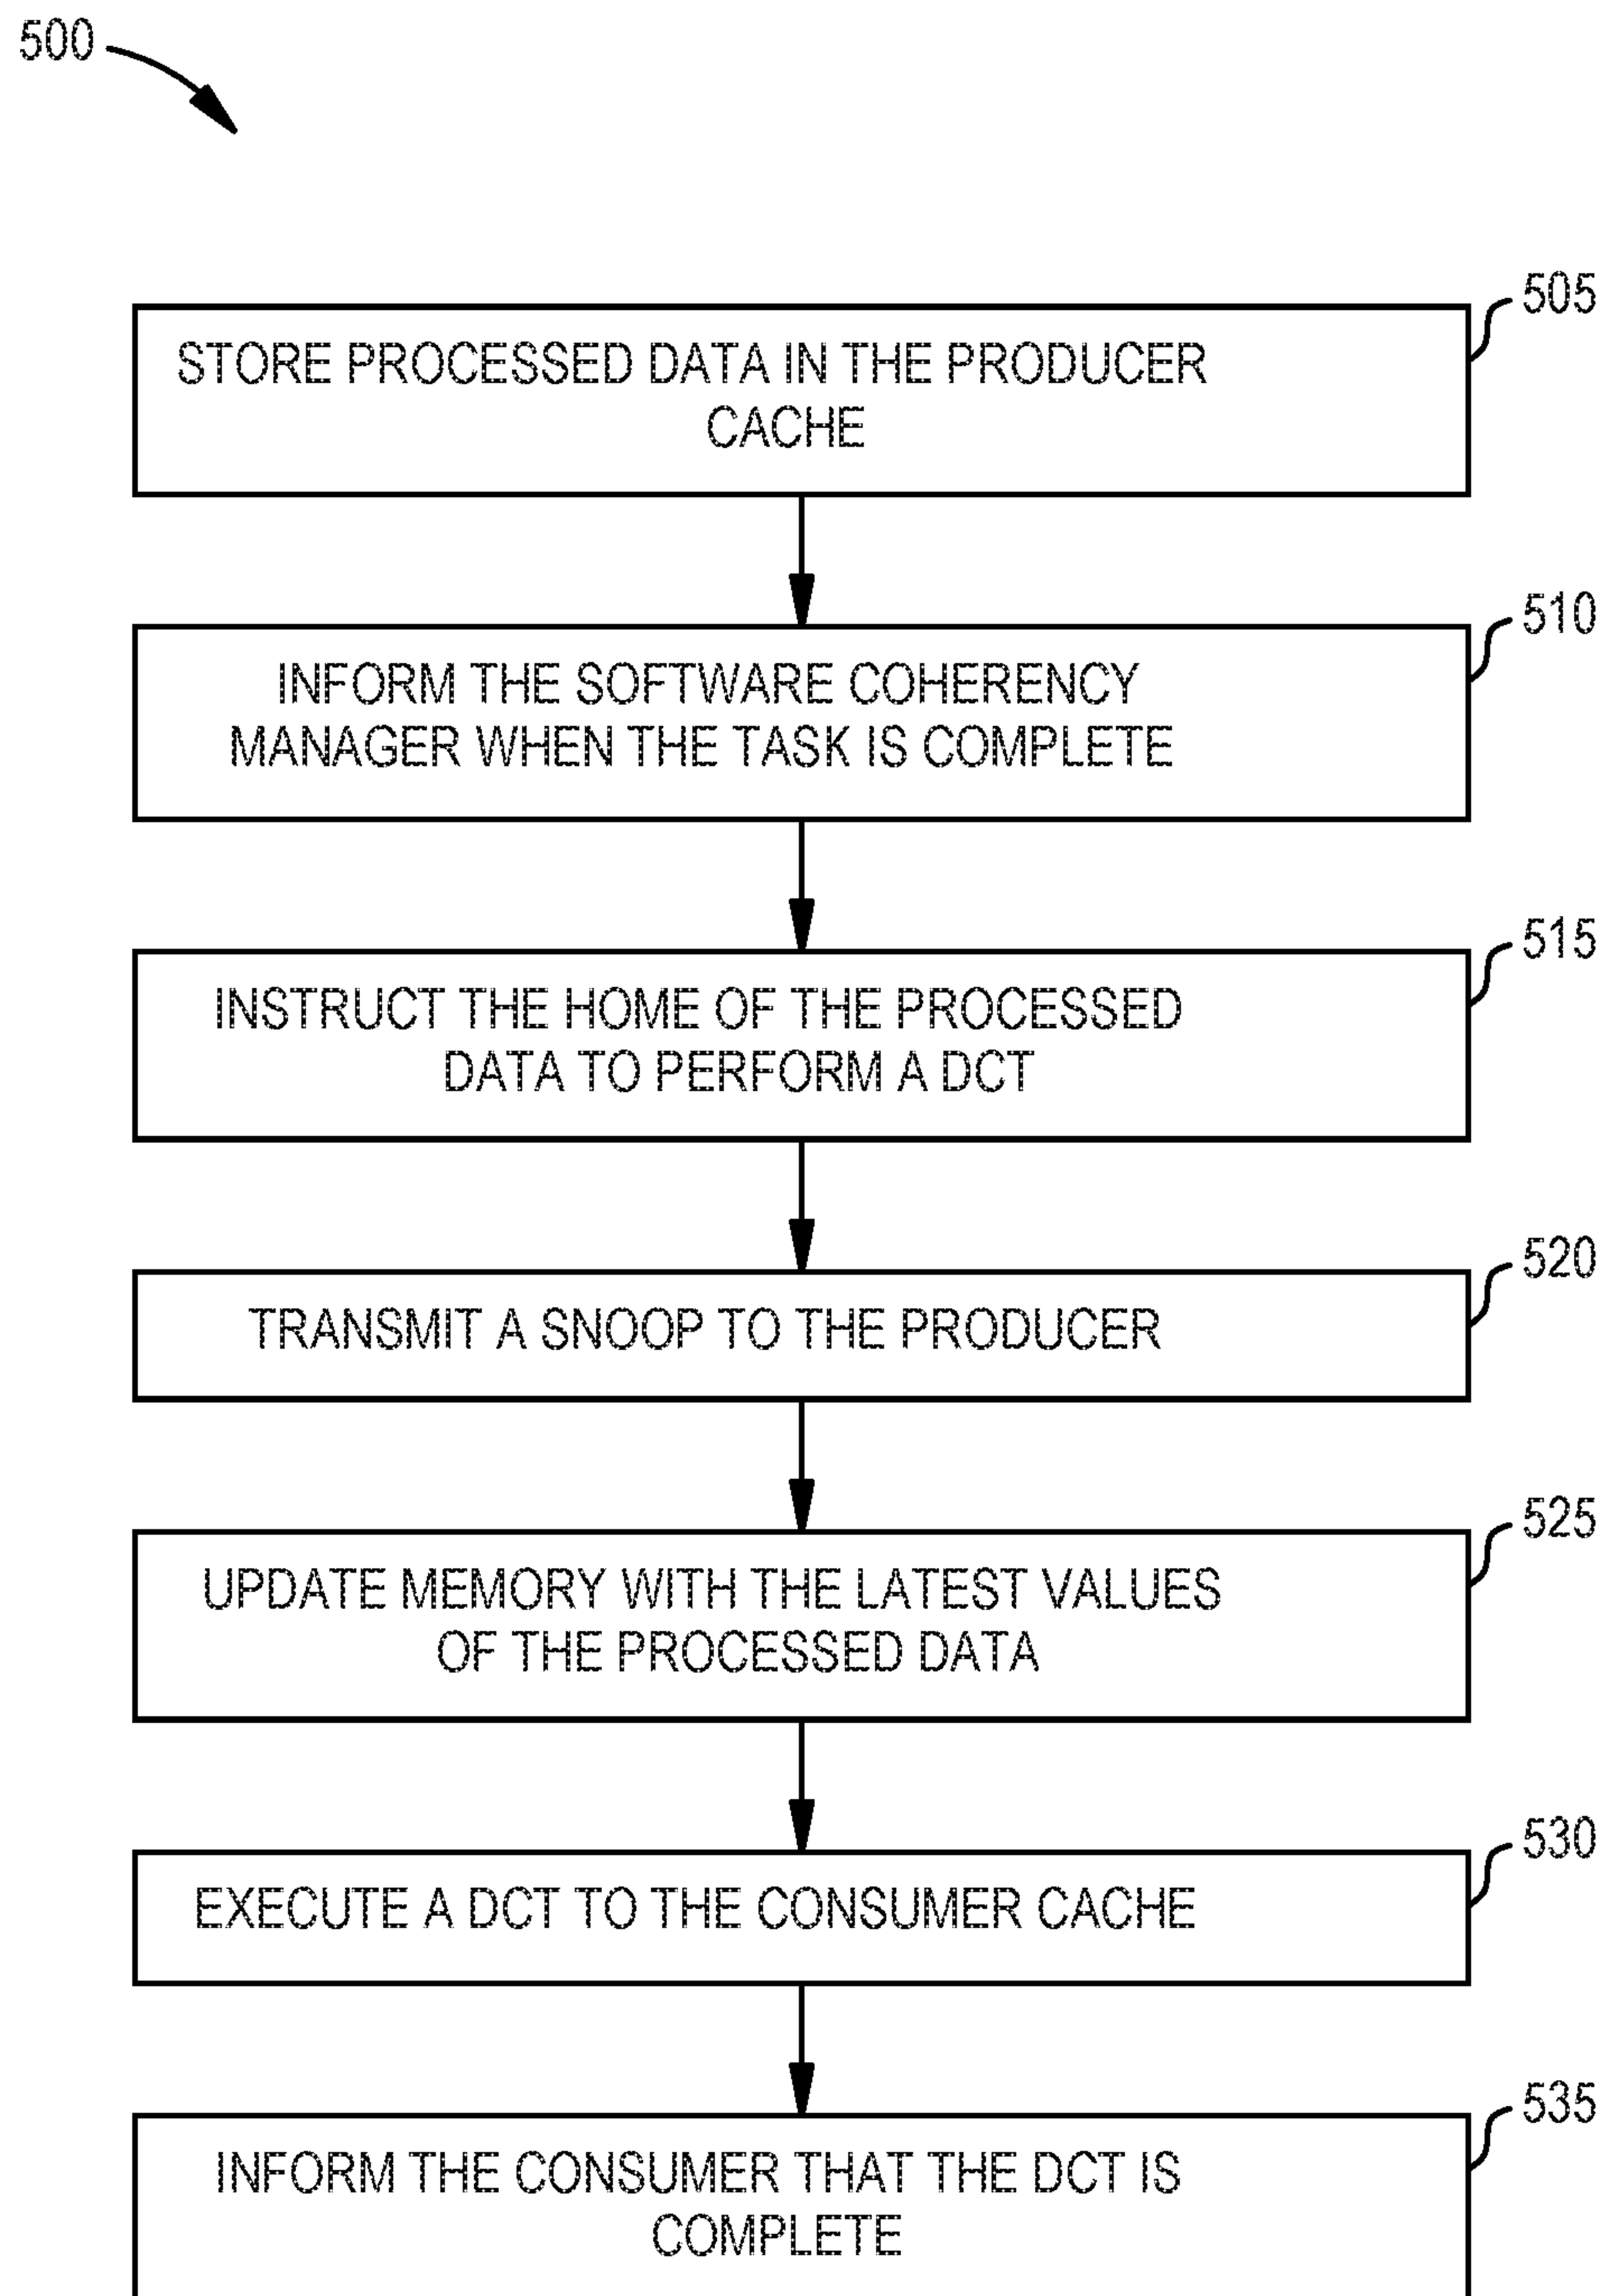 500
505
STORE PROCESSED DATA IN THE PRODUCER
CACHE
510
INFORM THE SOFTWARE COHERENCY
MANAGER WHEN THE TASK IS COMPLETE
515
INSTRUCT THE HOME OF THE PROCESSED
DATA TO PERFORM A DCT
520
TRANSMIT A SNOOP TO THE PRODUCER
525
UPDATE MEMORY WITH THE LATEST VALUES
OF THE PROCESSED DATA
530
EXECUTE A DCT TO THE CONSUMER CACHE
535
INFORM THE CONSUMER THAT THE DCT IS
COMPLETE